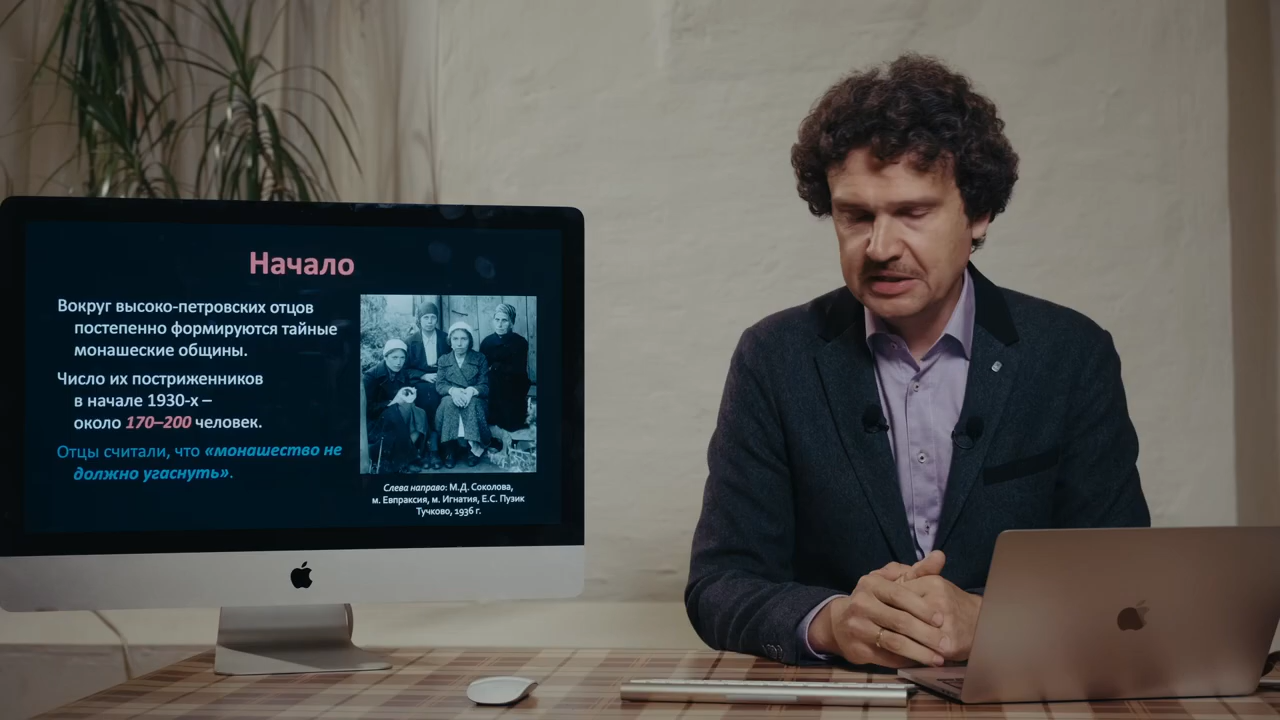 Начало
Вокруг высоко-петровских отцов
постепенно формируются тайные
монашеские общины.
Число их постриженников
в начале 1930-х –
около 170–200 человек.
Отцы считали, что «монашество не
должно угаснуть».
Слева направо: М.Д. Соколова,
м. Евпраксия, м. Игнатия, Е.С. Пузик
Тучково, 1936 г.